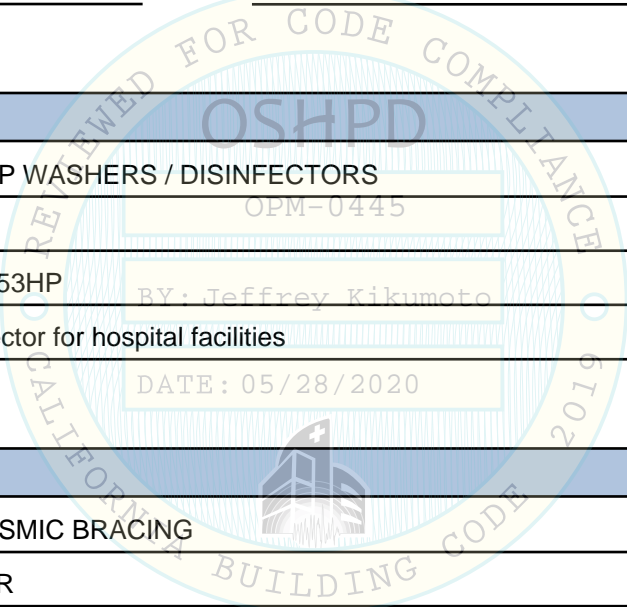 REVIEWED FOR CODE COMPLIANCE
OSHPD
P WASHERS / DISINFECTORS
OPM-0445
53HP
BY: Jeffrey Kikumoto
ctor for hospital facilities
DATE: 05/28/2020
SMIC BRACING
R
CALIFORNIA BUILDING CODE 2019